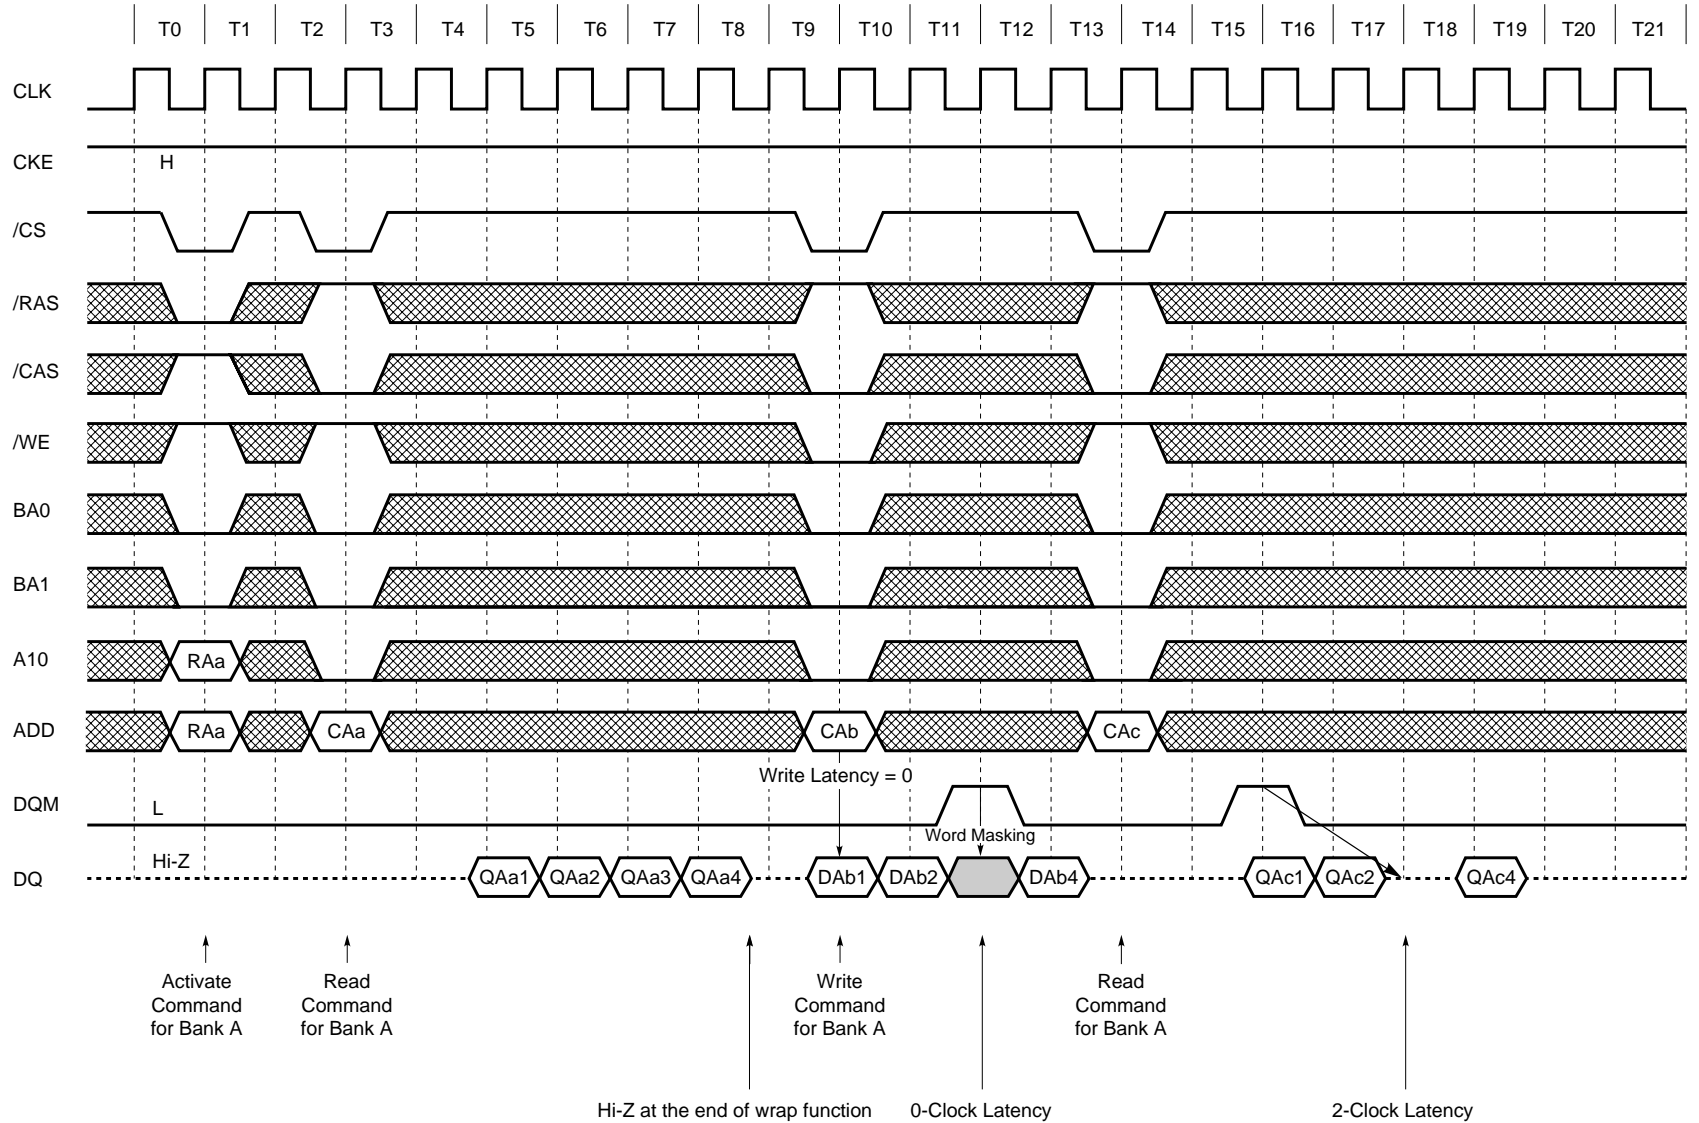 T0 T1 T2 T3 T4 T5 T6 T7 T8 T9 T10 T11 T12 T13 T14 T15 T16 T17 T18 T19 T20 T21
CLK
CKE H
/CS
/RAS
/CAS
/WE
BA0
BA1
A10 RAa
ADD RAa CAa CAb CAc
Write Latency = 0
DQM L
Word Masking
Hi-Z
DQ QAa1 QAa2 QAa3 QAa4 DAb1 DAb2 DAb4 QAc1 QAc2 QAc4
Activate
Command
for Bank A
Read
Command
for Bank A
Write
Command
for Bank A
Read
Command
for Bank A
Hi-Z at the end of wrap function
0-Clock Latency
2-Clock Latency